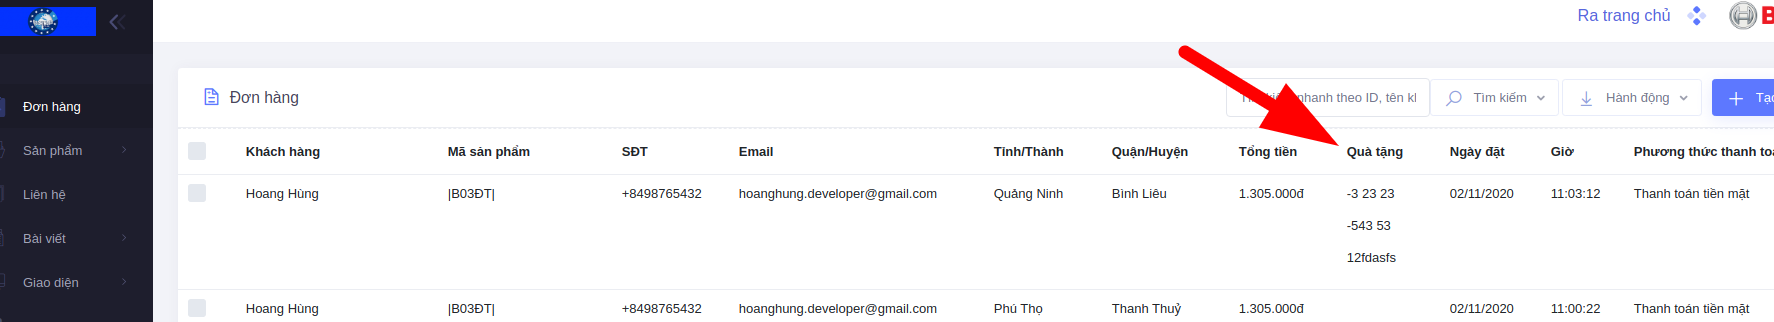 Ra trang chủ
Đơn hàng
Sản phẩm
Liên hệ
Bài viết
Giao diện
Đơn hàng
nhanh theo ID, tên kl
Tìm kiếm
Hành động
Khách hàng Mã sản phẩm SĐT Email Tỉnh/Thành Quận/Huyện Tổng tiền Quà tặng Ngày đặt Giờ Phương thức thanh
Hoang Hùng |B03ĐT| +8498765432 hoanghung.developer@gmail.com Quảng Ninh Bình Liêu 1.305.000đ -3 23 23 02/11/2020 11:03:12 Thanh toán tiền mặt
-543 53
12fdasfs
Hoang Hùng |B03ĐT| +8498765432 hoanghung.developer@gmail.com Phú Thọ Thanh Thuỷ 1.305.000đ 02/11/2020 11:00:22 Thanh toán tiền mặt